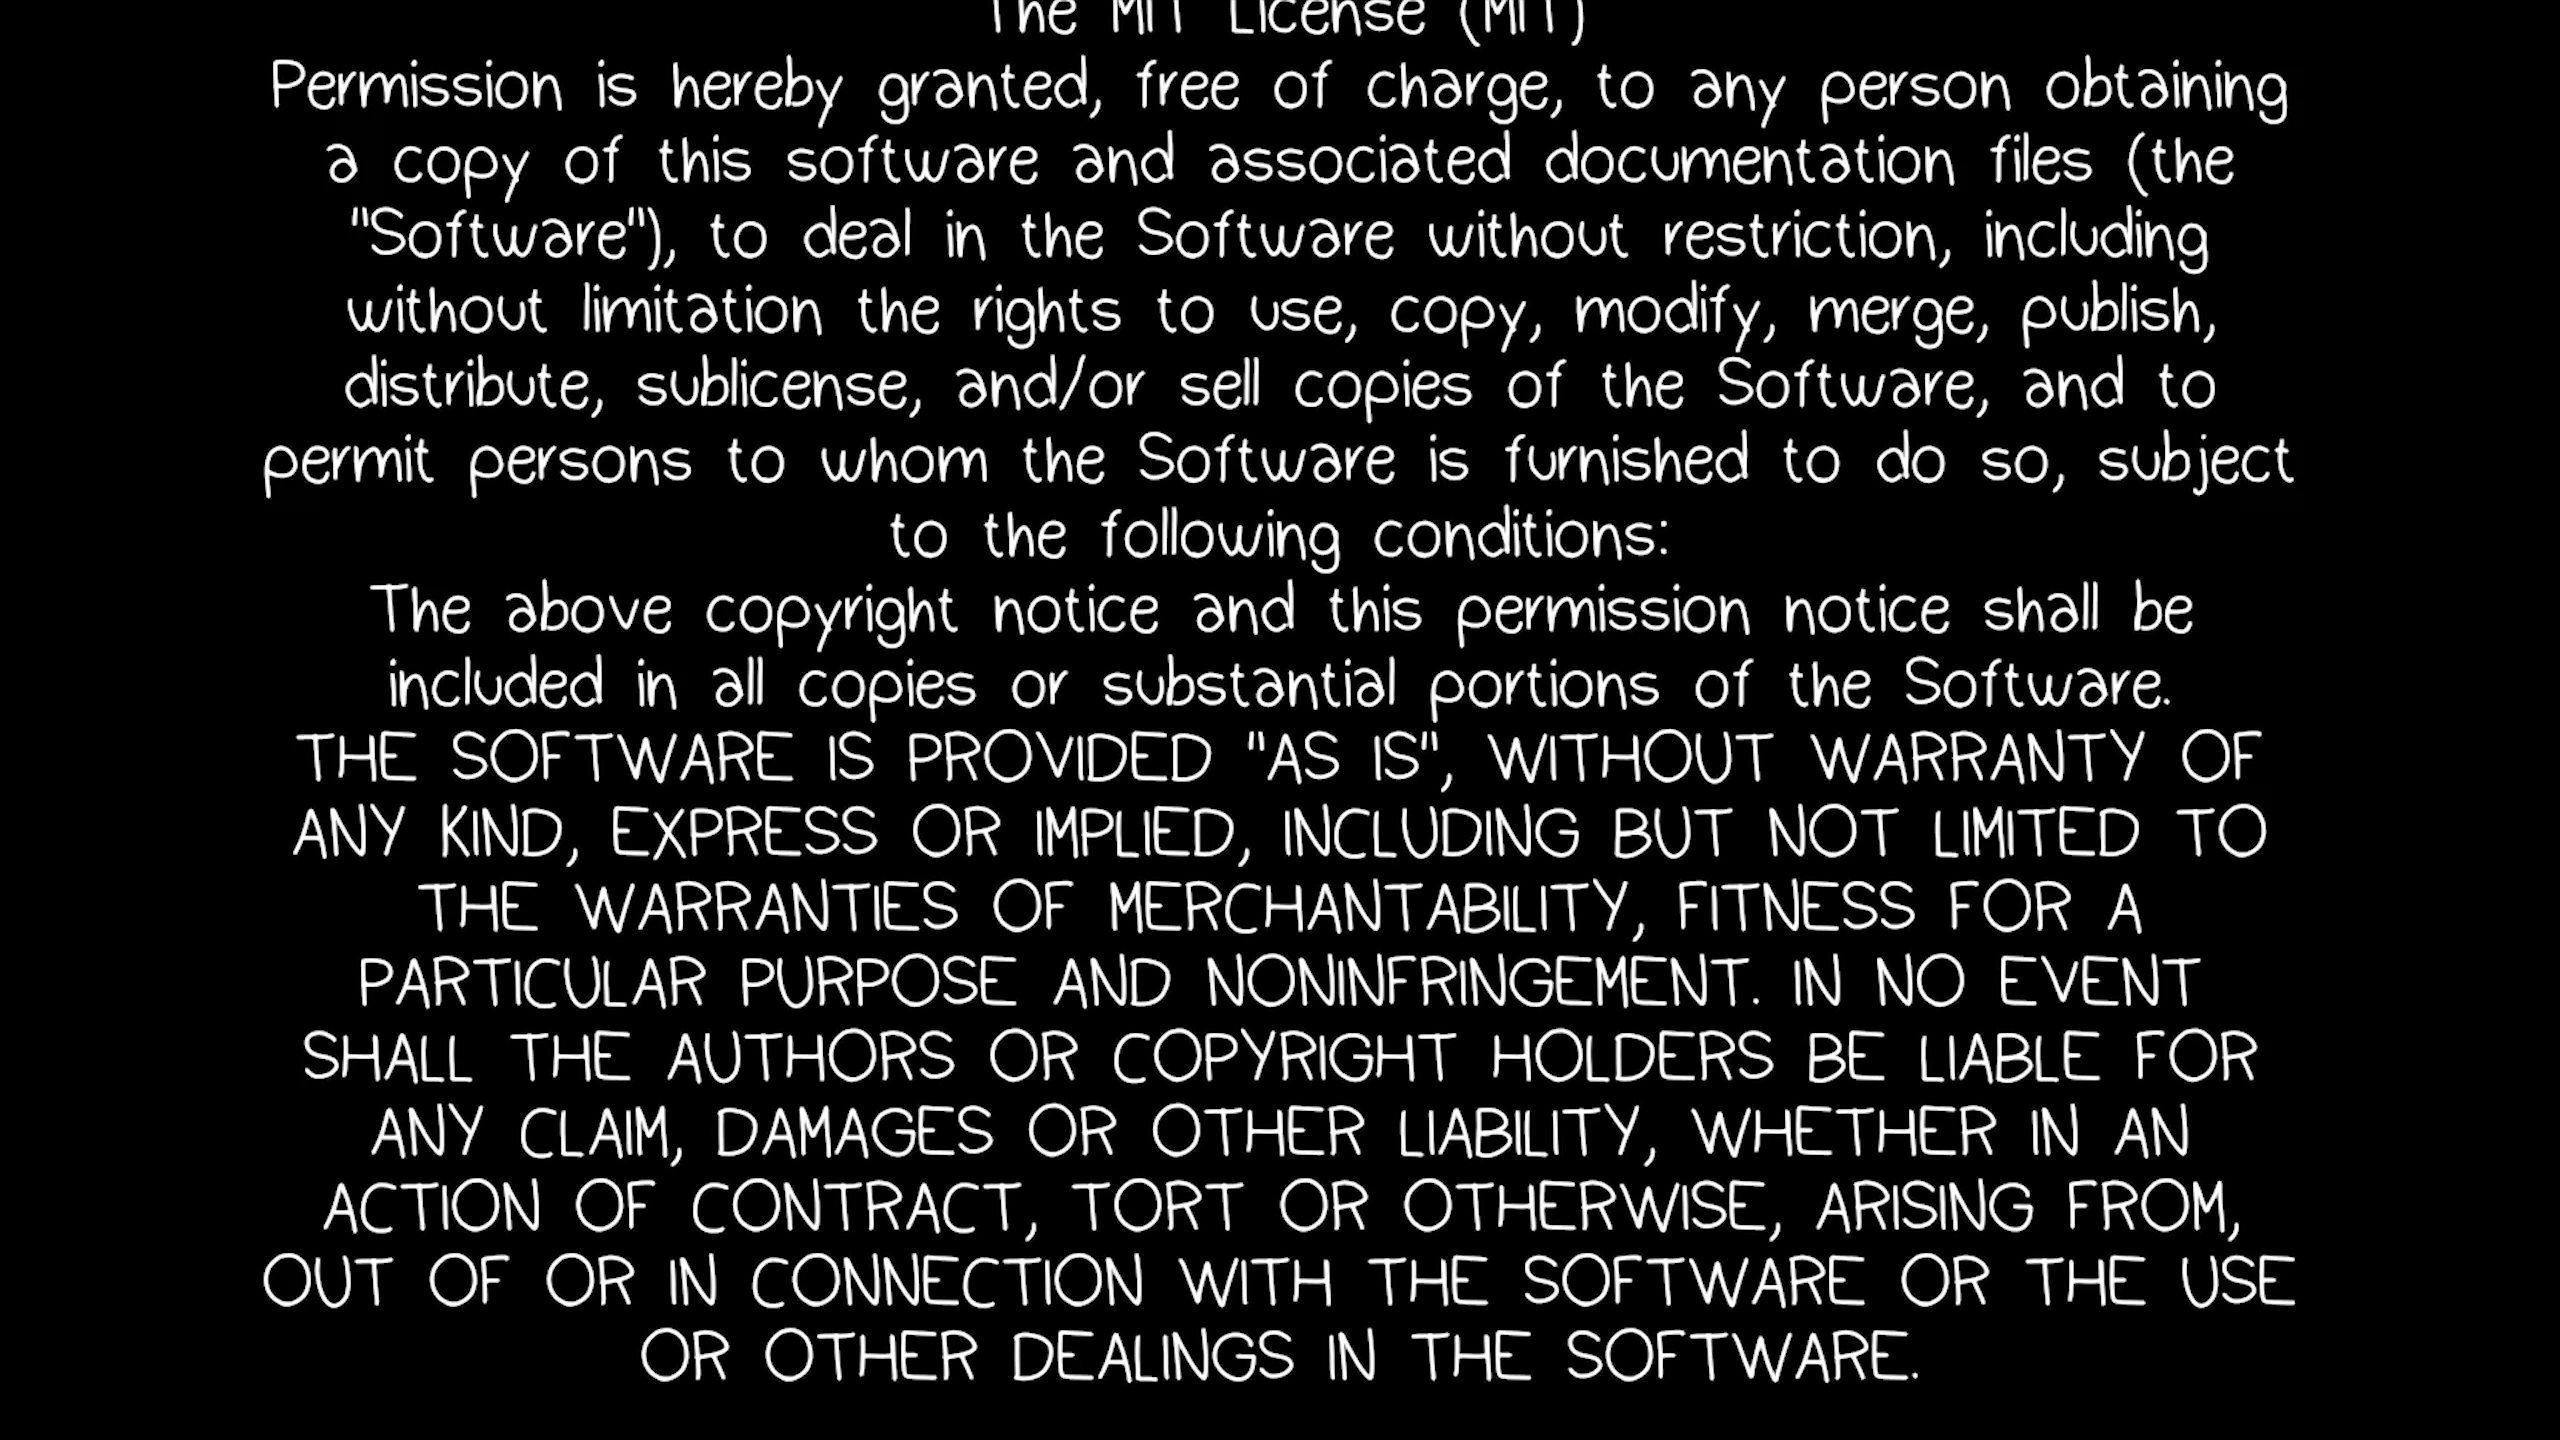 The MIT License (MIT)
Permission is hereby granted, free of charge, to any person obtaining
a copy of this software and associated documentation files (the
"Software"), to deal in the Software without restriction, including
without limitation the rights to use, copy, modify, merge, publish,
distribute, sublicense, and/or sell copies of the Software, and to
permit persons to whom the Software is furnished to do so, subject
to the following conditions:
The above copyright notice and this permission notice shall be
included in all copies or substantial portions of the Software.
THE SOFTWARE IS PROVIDED "AS IS", WITHOUT WARRANTY OF
ANY KIND, EXPRESS OR IMPLIED, INCLUDING BUT NOT LIMITED TO
THE WARRANTIES OF MERCHANTABILITY, FITNESS FOR A
PARTICULAR PURPOSE AND NONINFRINGEMENT. IN NO EVENT
SHALL THE AUTHORS OR COPYRIGHT HOLDERS BE LIABLE FOR
ANY CLAIM, DAMAGES OR OTHER LIABILITY, WHETHER IN AN
ACTION OF CONTRACT, TORT OR OTHERWISE, ARISING FROM,
OUT OF OR IN CONNECTION WITH THE SOFTWARE OR THE USE
OR OTHER DEALINGS IN THE SOFTWARE.